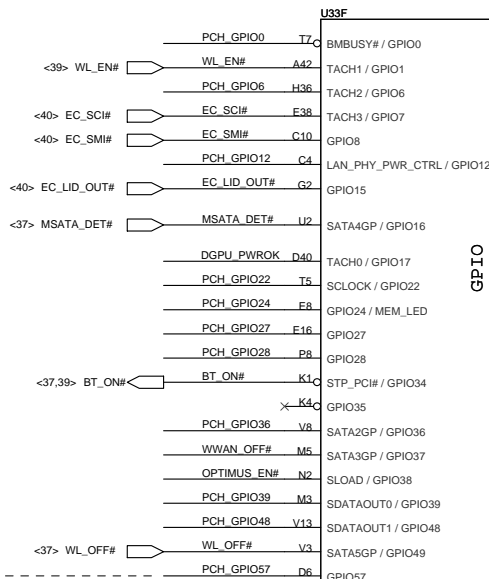 U33F
PCH_GPIO0 T7 BMBUSY# / GPIO0
<39> WL_EN# WL_EN# A42 TACH1 / GPIO1
PCH_GPIO6 H36 TACH2 / GPIO6
<40> EC_SCI# EC_SCI# E38 TACH3 / GPIO7
<40> EC_SMI# EC_SMI# C10 GPIO8
PCH_GPIO12 C4 LAN_PHY_PWR_CTRL / GPIO12
<40> EC_LID_OUT# EC_LID_OUT# G2 GPIO15
<37> MSATA_DET# MSATA_DET# U2 SATA4GP / GPIO16
DGPU_PWROK D40 TACH0 / GPIO17
PCH_GPIO22 T5 SCLOCK / GPIO22
PCH_GPIO24 E8 GPIO24 / MEM_LED
PCH_GPIO27 E16 GPIO27
PCH_GPIO28 P8 GPIO28
<37,39> BT_ON# BT_ON# K1 STP_PCI# / GPIO34
K4 GPIO35
PCH_GPIO36 V8 SATA2GP / GPIO36
WWAN_OFF# M5 SATA3GP / GPIO37
OPTIMUS_EN# N2 SLOAD / GPIO38
PCH_GPIO39 M3 SDATAOUT0 / GPIO39
PCH_GPIO48 V13 SDATAOUT1 / GPIO48
<37> WL_OFF# WL_OFF# V3 SATA5GP / GPIO49
PCH_GPIO57 D6 GPIO57
GPIO